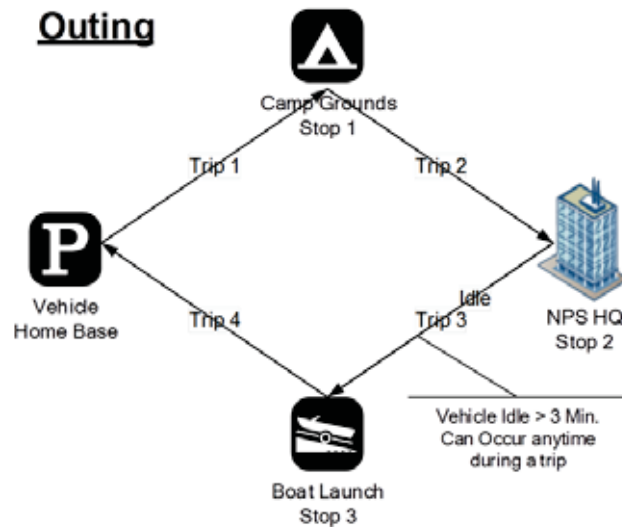 Outing
Camp Grounds
Stop 1
Trip 1
Trip 2
P
Vehicle
Home Base
Idle
Trip 3
Trip 4
NPS HQ
Stop 2
Vehicle Idle > 3 Min.
Can Occur anytime
during a trip
Boat Launch
Stop 3